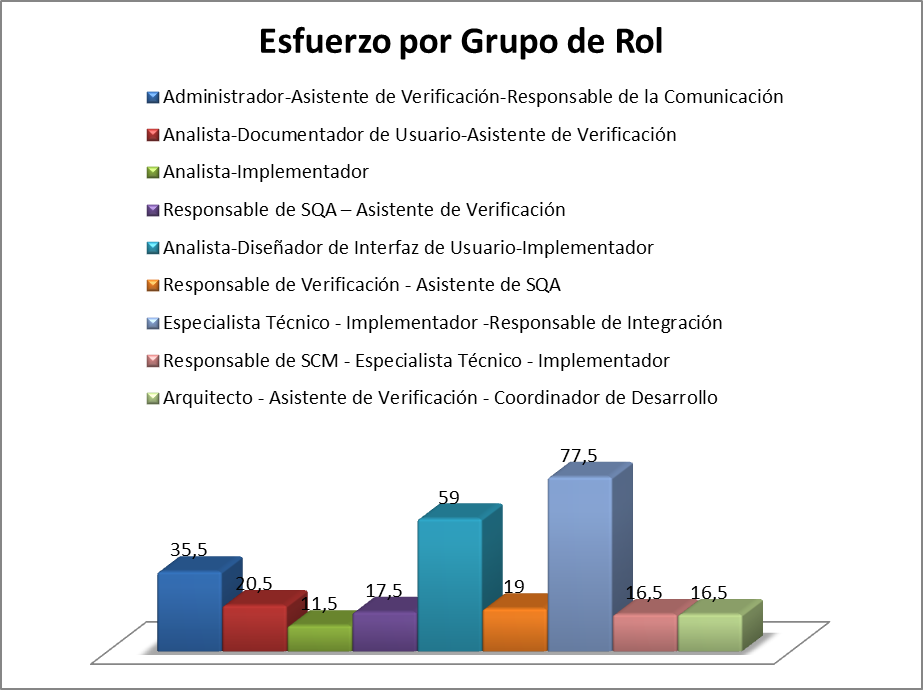 Esfuerzo por Grupo de Rol
Administrador-Asistente de Verificación-Responsable de la Comunicación
Analista-Documentador de Usuario-Asistente de Verificación
Analista-Implementador
Responsable de SQA – Asistente de Verificación
Analista-Diseñador de Interfaz de Usuario-Implementador
Responsable de Verificación - Asistente de SQA
Especialista Técnico - Implementador -Responsable de Integración
Responsable de SCM - Especialista Técnico - Implementador
Arquitecto - Asistente de Verificación - Coordinador de Desarrollo
35,5
20,5
11,5
17,5
59
19
77,5
16,5
16,5